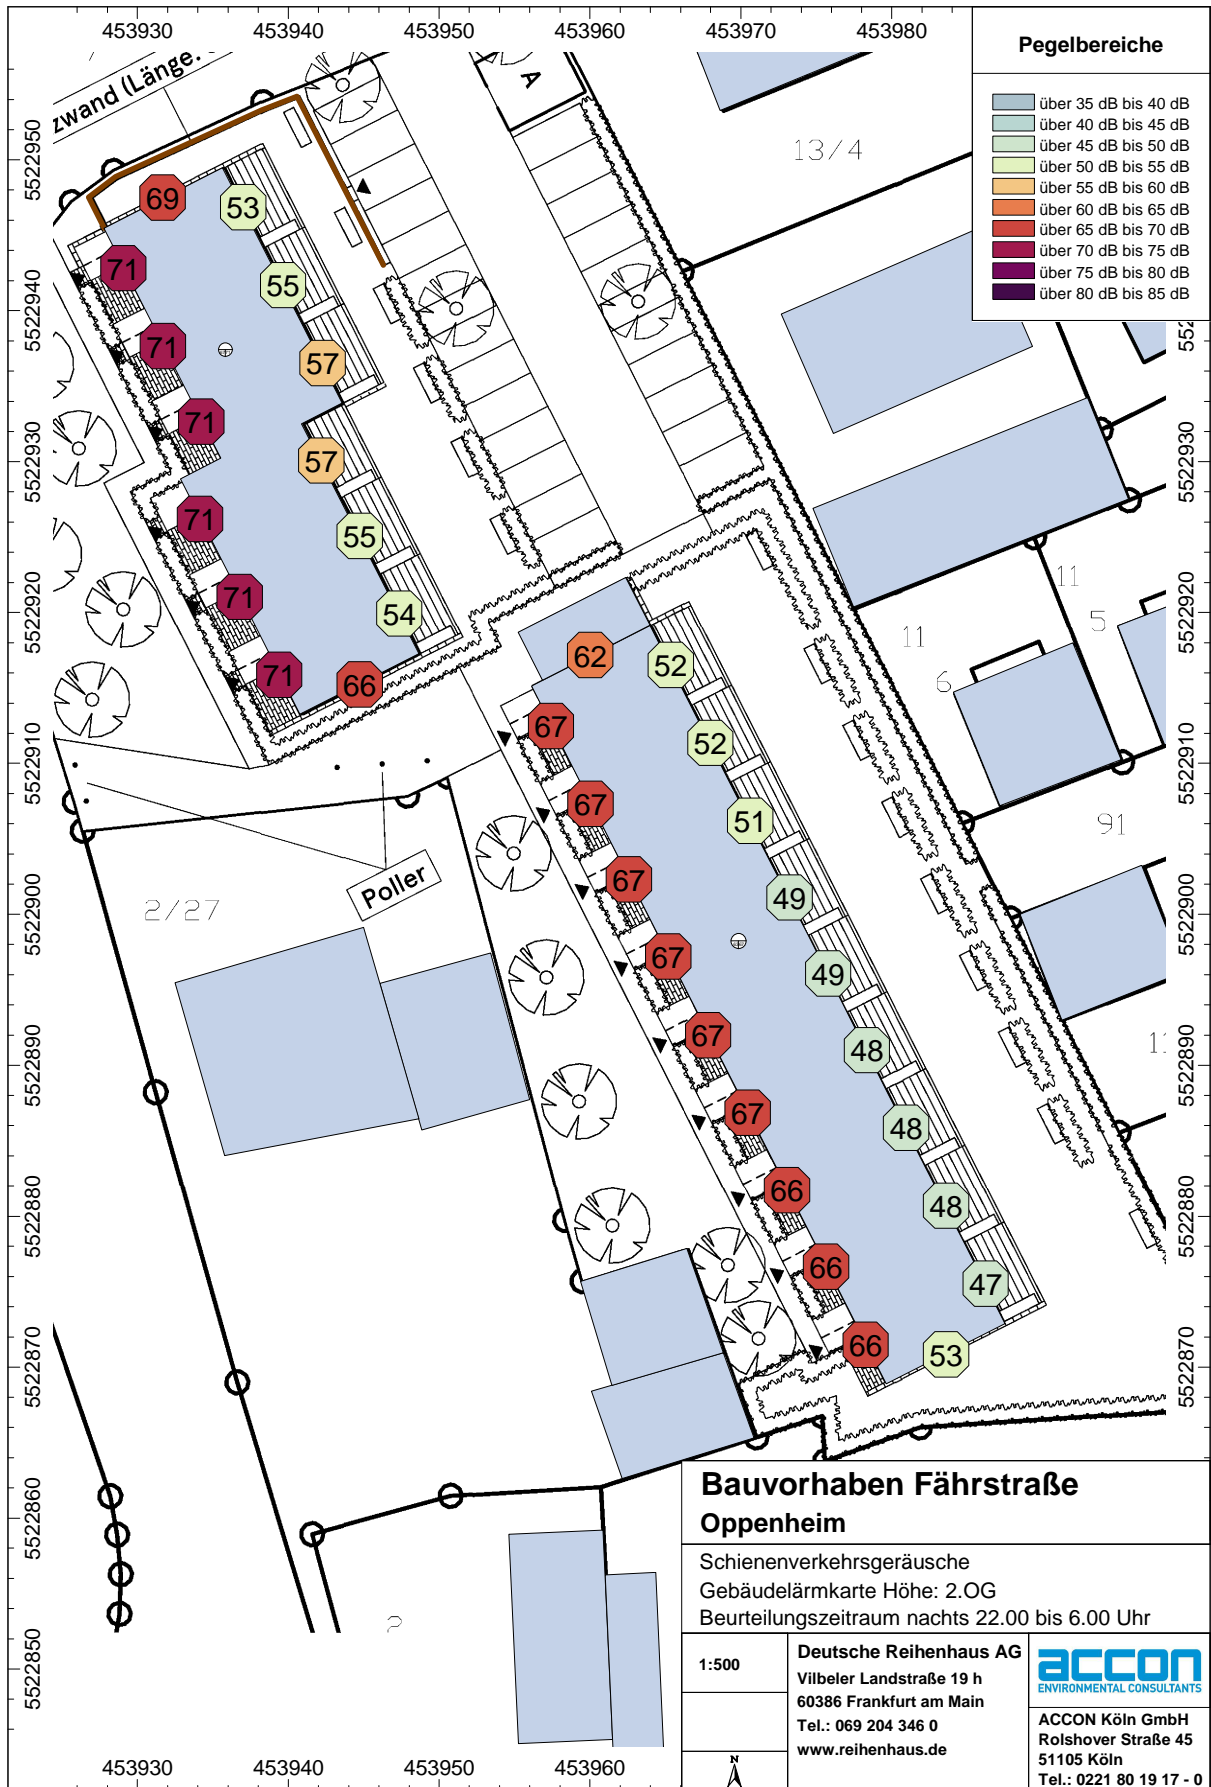 453930 453940 453950 453960 453970 453980
Pegelbereiche
über 35 dB bis 40 dB
über 40 dB bis 45 dB
über 45 dB bis 50 dB
über 50 dB bis 55 dB
über 55 dB bis 60 dB
über 60 dB bis 65 dB
über 65 dB bis 70 dB
über 70 dB bis 75 dB
über 75 dB bis 80 dB
über 80 dB bis 85 dB
zwand (Länge.
A
13/4
5522950
5522940
5522930
5522920
5522910
5522900
5522890
5522880
5522870
5522860
5522850
69
53
71
55
71
57
71
57
71
55
71
54
71
66
62
52
67
52
67
51
67
49
67
49
67
48
67
48
66
48
66
47
66
53
11
5
11
6
91
2/27
Poller
2
5522930
5522920
5522910
5522900
5522890
5522880
5522870
Bauvorhaben Fährstraße
Oppenheim
Schienenverkehrsgeräusche
Gebäudelärmkarte Höhe: 2.OG
Beurteilungszeitraum nachts 22.00 bis 6.00 Uhr
1:500
N
Deutsche Reihenhaus AG
Vilbeler Landstraße 19 h
60386 Frankfurt am Main
Tel.: 069 204 346 0
www.reihenhaus.de
accon
ENVIRONMENTAL CONSULTANTS
ACCON Köln GmbH
Rolshover Straße 45
51105 Köln
Tel.: 0221 80 19 17 - 0
453930 453940 453950 453960